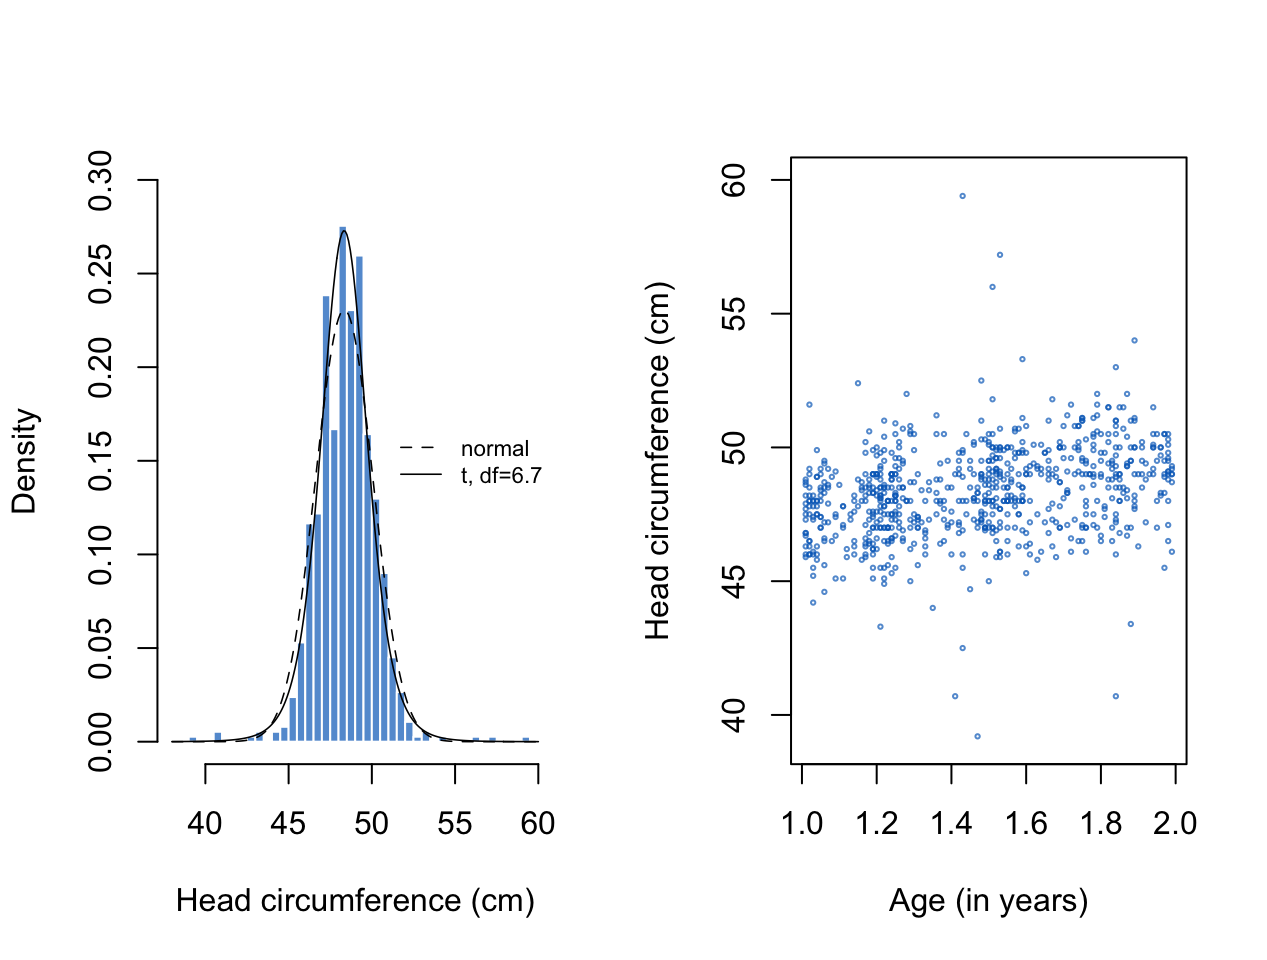 Density
0.30
0.25
0.20
0.15
0.10
0.05
0.00
normal
t, df=6.7
40 45 50 55 60
Head circumference (cm)
Head circumference (cm)
60
55
50
45
40
1.0 1.2 1.4 1.6 1.8 2.0
Age (in years)